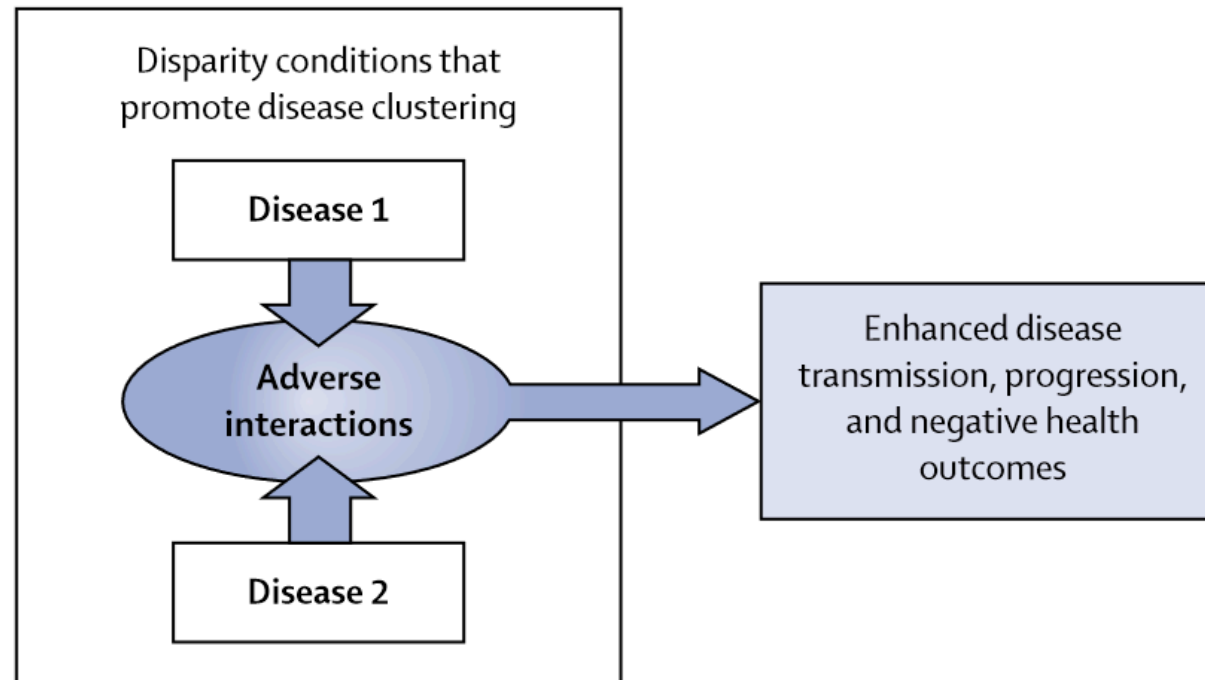 Disparity conditions that
promote disease clustering
Disease 1
Adverse
interactions
Disease 2
Enhanced disease
transmission, progression,
and negative health
outcomes